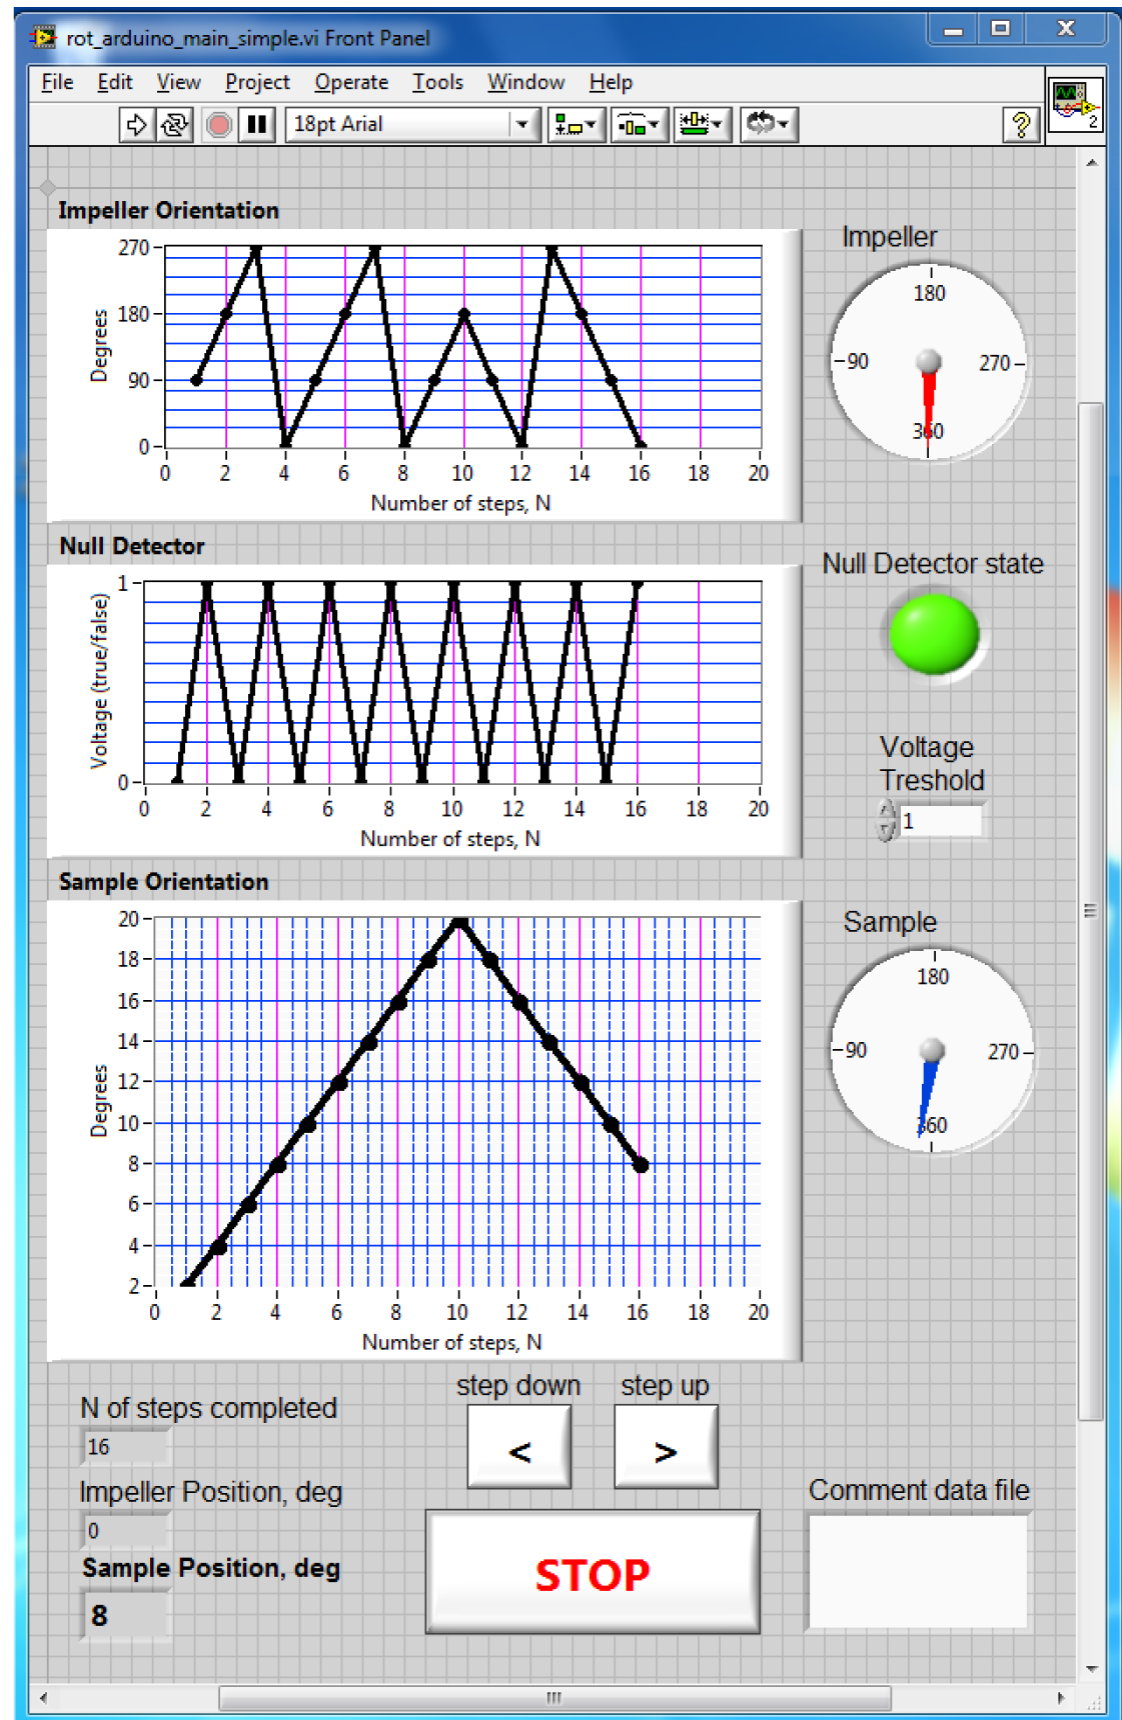 rot_arduino_main_simple.vi Front Panel
File Edit View Project Operate Tools Window Help
18pt Arial
2
Impeller Orientation
270
180
90
0
Degrees
0 2 4 6 8 10 12 14 16 18 20
Number of steps, N
Impeller
180
90
270
360
Null Detector
1
0
Voltage (true/false)
0 2 4 6 8 10 12 14 16 18 20
Number of steps, N
Null Detector state
Voltage
Treshold
1
Sample Orientation
20
18
16
14
12
10
8
6
4
2
Degrees
0 2 4 6 8 10 12 14 16 18 20
Number of steps, N
Sample
180
90
270
360
step down step up
< >
N of steps completed
16
Impeller Position, deg
0
Sample Position, deg
8
STOP
Comment data file